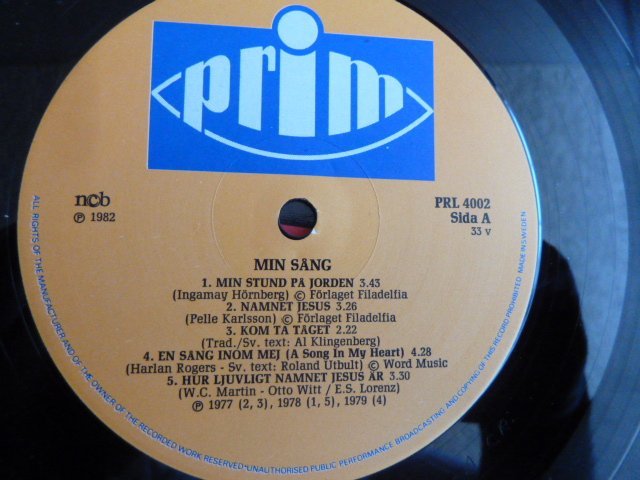 prim
ncb
℗ 1982
PRL 4002
Sida A
33 v
MIN SÅNG
1. MIN STUND PÅ JORDEN 3.43
(Ingamay Hörnberg) © Förlaget Filadelfia
2. NAMNET JESUS 3.26
(Pelle Karlsson) © Förlaget Filadelfia
3. KOM TA TÅGET 2.22
(Trad./Sv. text: Al Klingenberg)
4. EN SÅNG INOM MEJ (A Song In My Heart) 4.28
(Harlan Rogers - Sv. text: Roland Utbult) © Word Music
5. HUR LJUVLIGT NAMNET JESUS ÄR 3.30
(W.C. Martin - Otto Witt / E.S. Lorenz)
℗ 1977 (2, 3), 1978 (1, 5), 1979 (4)
ALL RIGHTS OF THE MANUFACTURER AND OF THE OWNER OF THE RECORDED WORK RESERVED • UNAUTHORISED PUBLIC PERFORMANCE BROADCASTING AND COPYING OF THIS RECORD PROHIBITED MADE IN SWEDEN